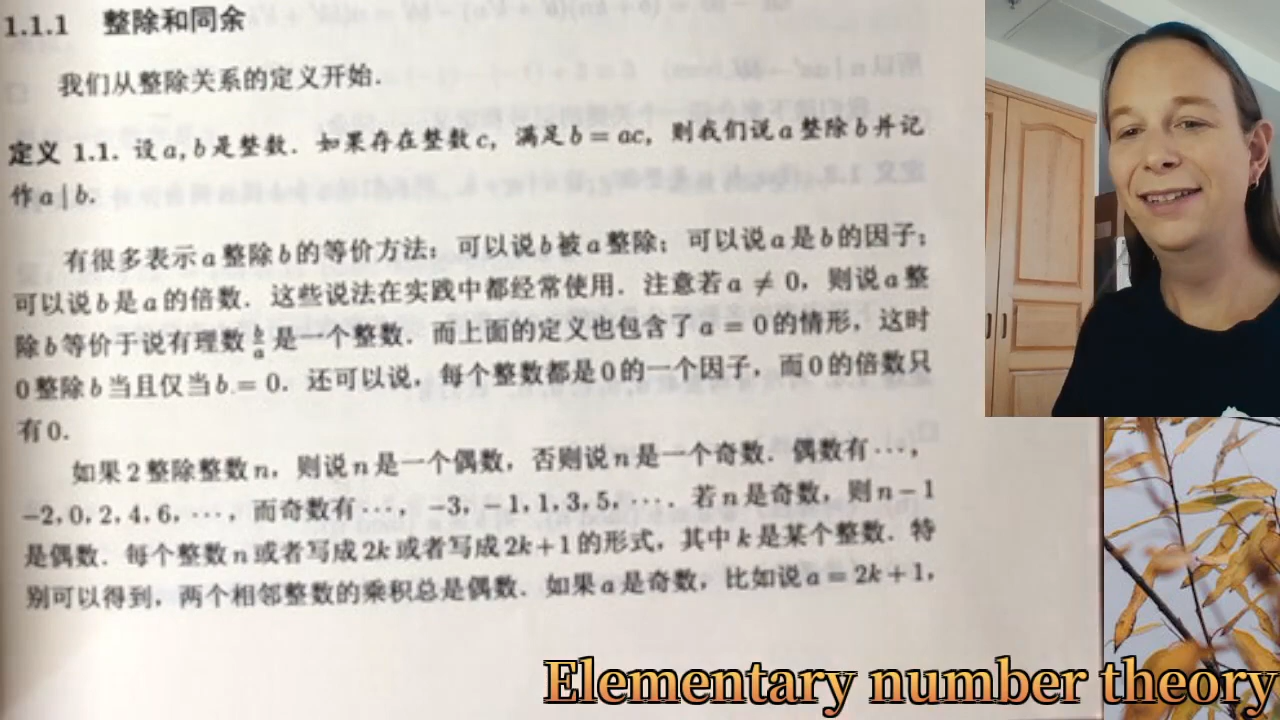 1.1.1 整除和同余
我们从整除关系的定义开始.
定义 1.1. 设 a, b 是整数. 如果存在整数 c, 满足 b = ac, 则我们说 a 整除 b 并记
作 a | b.
有很多表示 a 整除 b 的等价方法: 可以说 b 被 a 整除; 可以说 a 是 b 的因子;
可以说 b 是 a 的倍数. 这些说法在实践中都经常使用. 注意若 a ≠ 0, 则说 a 整
除 b 等价于说有理数 b/a 是一个整数. 而上面的定义也包含了 a = 0 的情形, 这时
0 整除 b 当且仅当 b = 0. 还可以说, 每个整数都是 0 的一个因子, 而 0 的倍数只
有 0.
如果 2 整除整数 n, 则说 n 是一个偶数, 否则说 n 是一个奇数. 偶数有 ⋯,
-2, 0, 2, 4, 6, ⋯, 而奇数有 ⋯, -3, -1, 1, 3, 5, ⋯. 若 n 是奇数, 则 n - 1
是偶数. 每个整数 n 或者写成 2k 或者写成 2k + 1 的形式, 其中 k 是某个整数. 特
别可以得到, 两个相邻整数的乘积总是偶数. 如果 a 是奇数, 比如说 a = 2k + 1,
Elementary number theory